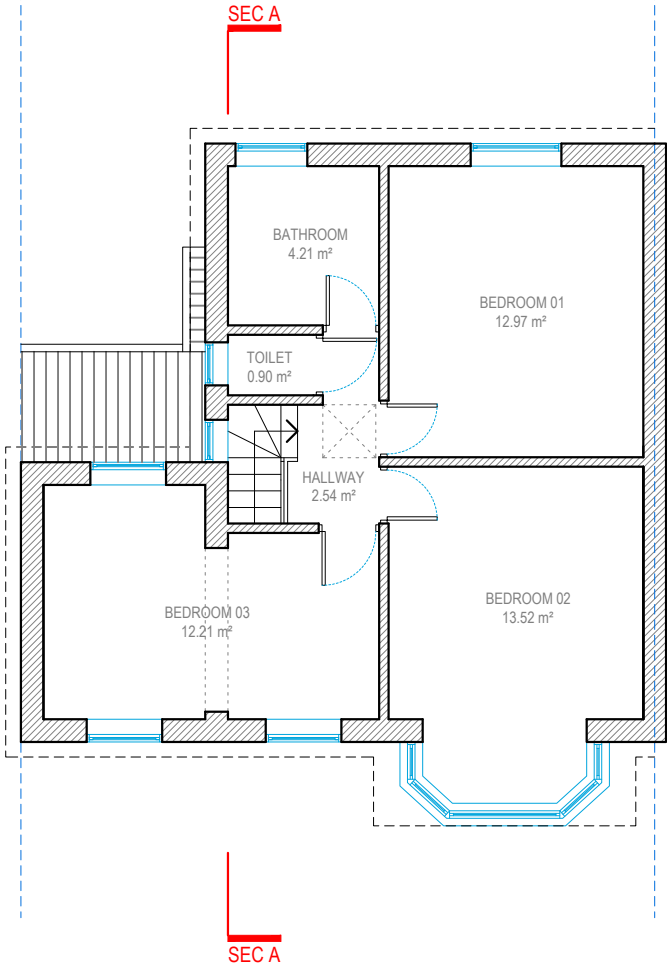 SEC A
BATHROOM
4.21 m²
BEDROOM 01
12.97 m²
TOILET
0.90 m²
HALLWAY
2.54 m²
BEDROOM 03
12.21 m²
BEDROOM 02
13.52 m²
SEC A